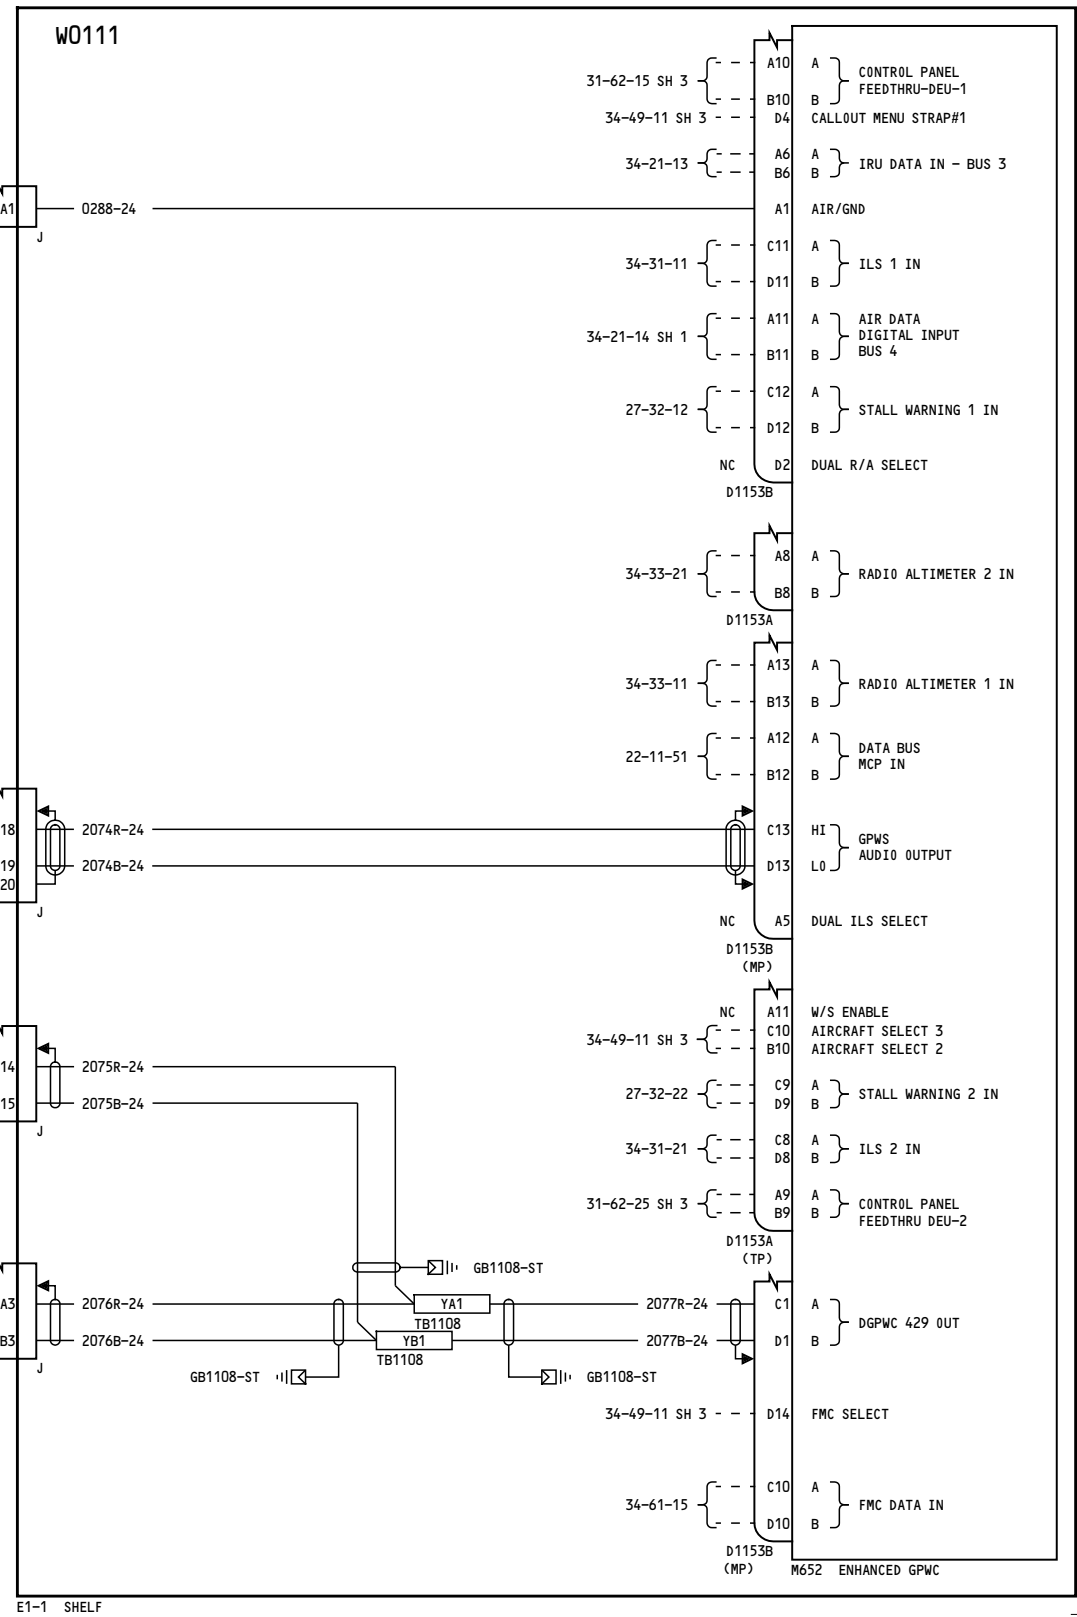 W0111
A10 A
31-62-15 SH 3 CONTROL PANEL
FEEDTHRU-DEU-1
B10 B
34-49-11 SH 3 D4 CALLOUT MENU STRAP#1
A6 A
34-21-13 IRU DATA IN - BUS 3
B6 B
A1 0288-24 A1 AIR/GND
J
C11 A
34-31-11 ILS 1 IN
D11 B
A11 A AIR DATA
34-21-14 SH 1 DIGITAL INPUT
BUS 4
B11 B
C12 A
27-32-12 STALL WARNING 1 IN
D12 B
NC D2 DUAL R/A SELECT
D1153B
A8 A
34-33-21 RADIO ALTIMETER 2 IN
B8 B
D1153A
A13 A
34-33-11 RADIO ALTIMETER 1 IN
B13 B
A12 A
DATA BUS
22-11-51 MCP IN
B12 B
18 2074R-24 C13 HI
GPWS
AUDIO OUTPUT
19 2074B-24 D13 LO
20
J
NC A5 DUAL ILS SELECT
D1153B
(MP)
NC A11 W/S ENABLE
C10 AIRCRAFT SELECT 3
34-49-11 SH 3
B10 AIRCRAFT SELECT 2
14 2075R-24
C9 A
27-32-22 STALL WARNING 2 IN
15 2075B-24 D9 B
J
C8 A
34-31-21 ILS 2 IN
D8 B
A9 A
31-62-25 SH 3 CONTROL PANEL
B9 B
FEEDTHRU DEU-2
D1153A
(TP)
GB1108-ST
A3 2076R-24 YA1 2077R-24 C1 A
TB1108 DGPWC 429 OUT
B3 2076B-24 YB1 2077B-24 D1 B
TB1108
J
GB1108-ST GB1108-ST
34-49-11 SH 3 D14 FMC SELECT
C10 A
34-61-15 FMC DATA IN
D10 B
D1153B
(MP)
M652 ENHANCED GPWC
E1-1 SHELF